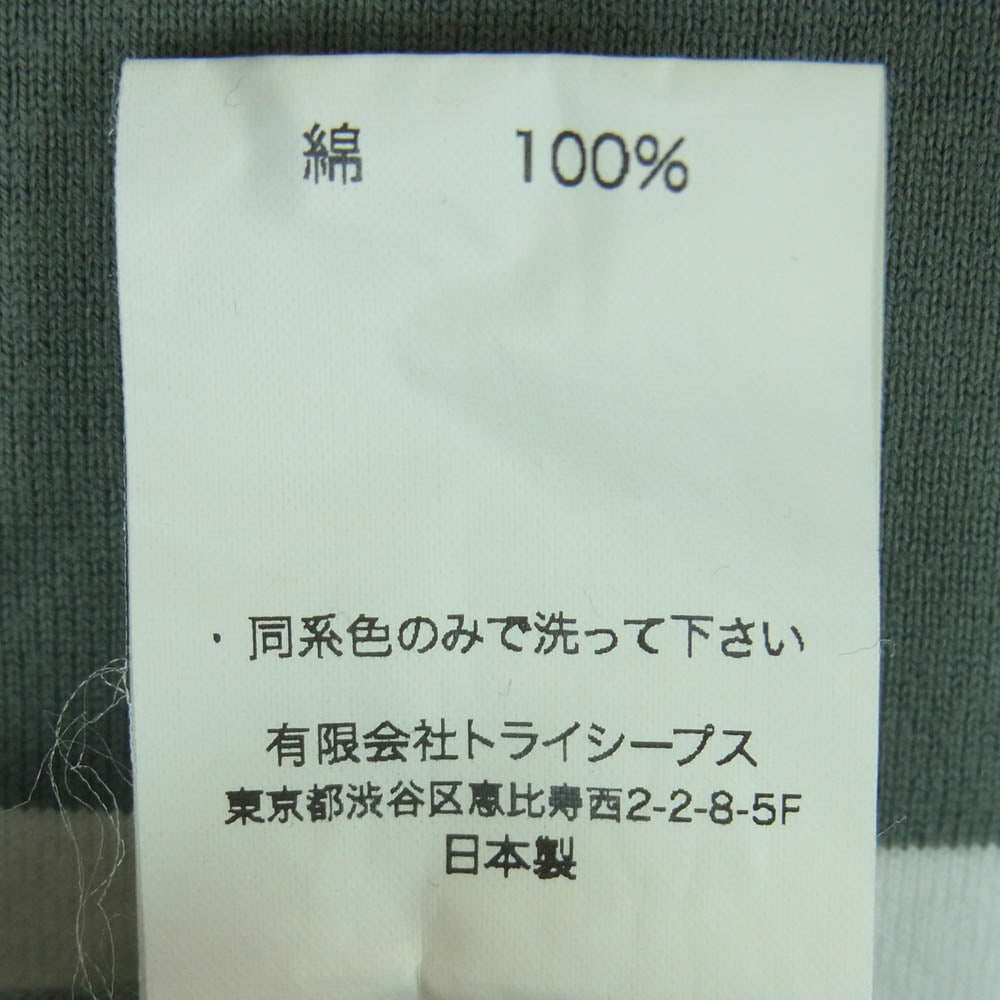 綿 100%
・同系色のみで洗って下さい
有限会社トライシープス
東京都渋谷区恵比寿西2-2-8-5F
日本製